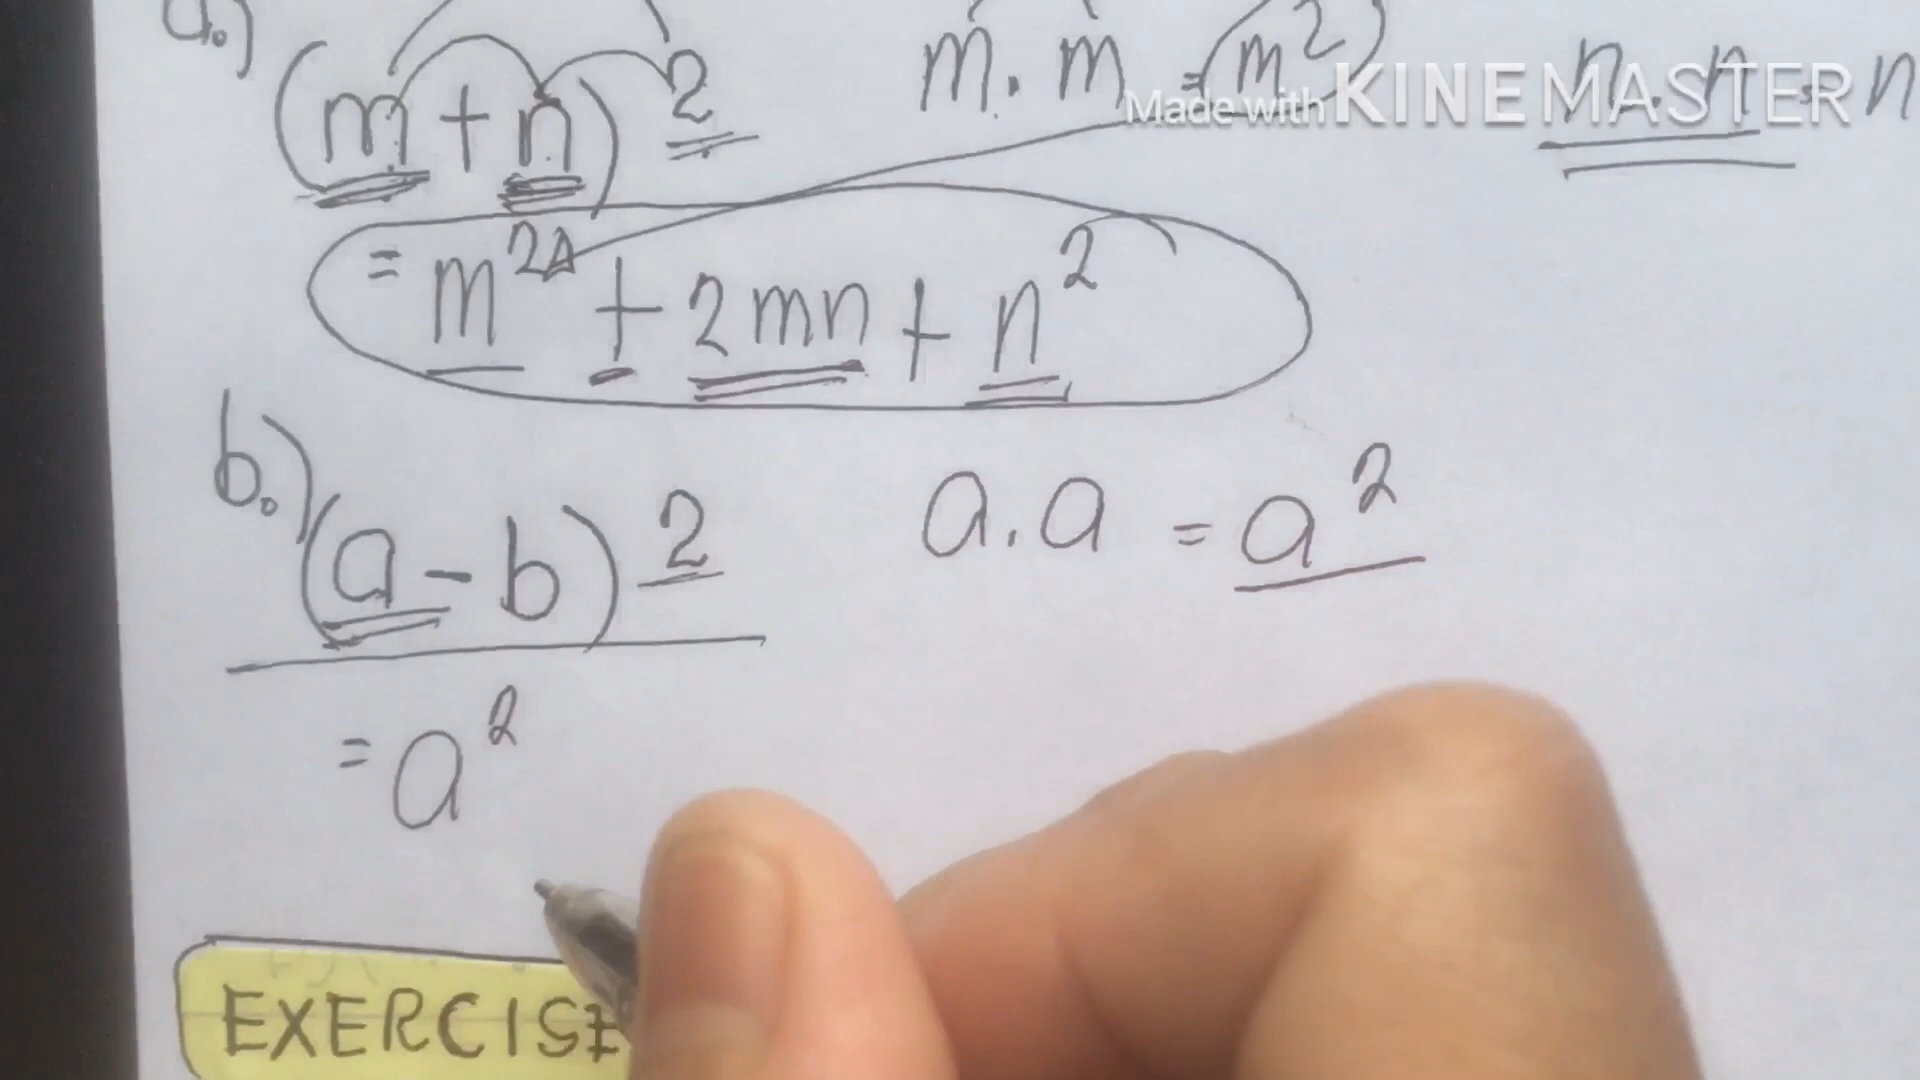 a.)
(m + n)²
m . m = m²
n . n = n
Made with KINEMASTER
= m² + 2mn + n²
b.)
(a - b)²
a . a = a²
= a²
EXERCISE